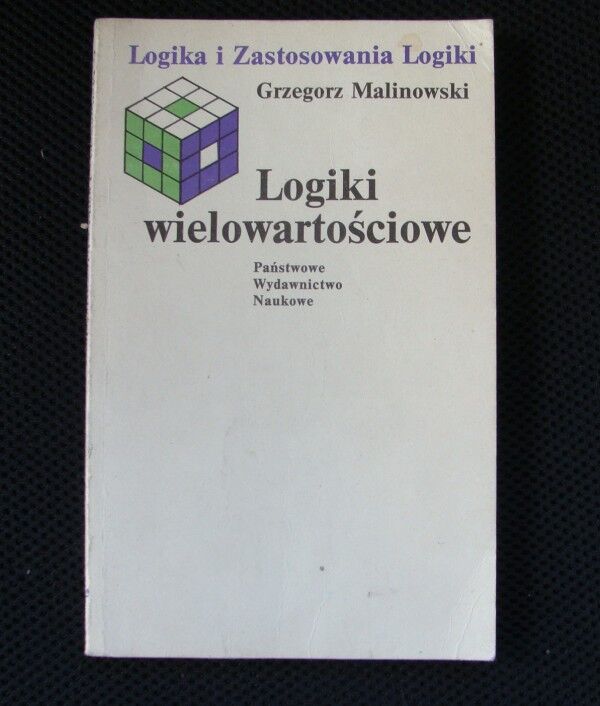 Logika i Zastosowania Logiki
Grzegorz Malinowski
Logiki
wielowartościowe
Państwowe
Wydawnictwo
Naukowe